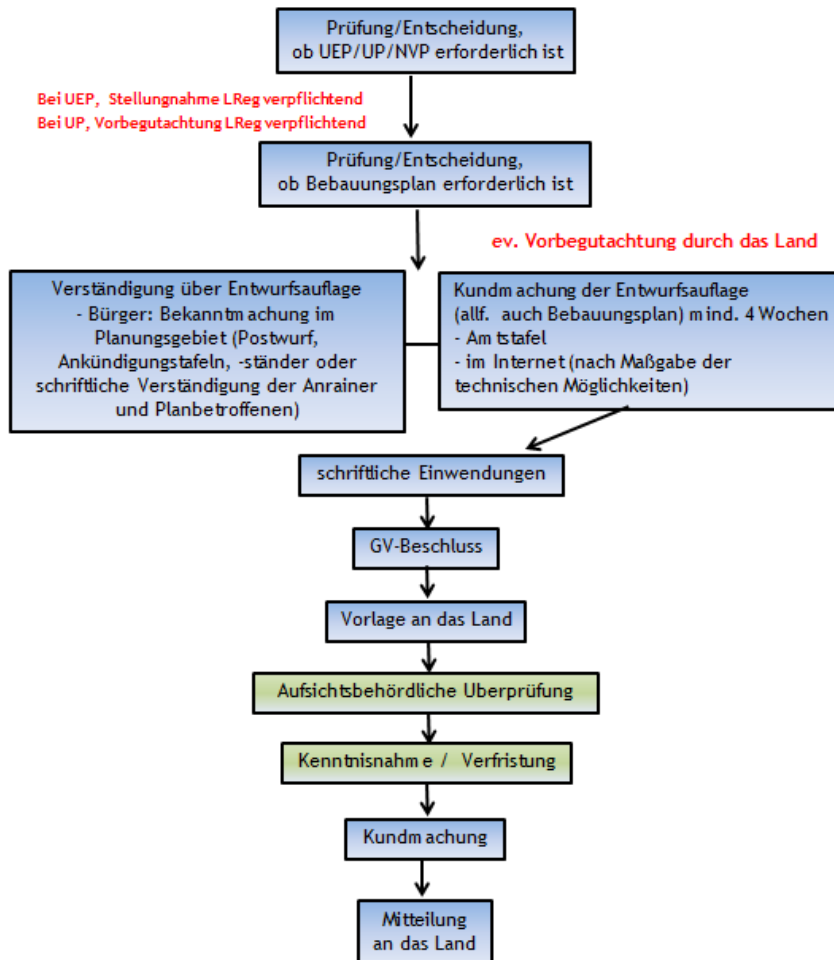 Prüfung/Entscheidung,
ob UEP/UP/NVP erforderlich ist
Bei UEP, Stellungnahme LReg verpflichtend
Bei UP, Vorbegutachtung LReg verpflichtend
Prüfung/Entscheidung,
ob Bebauungsplan erforderlich ist
ev. Vorbegutachtung durch das Land
Verständigung über Entwurfsauflage
- Bürger: Bekanntmachung im
Planungsgebiet (Postwurf,
Ankündigungstafeln, -ständer oder
schriftliche Verständigung der Anrainer
und Planbetroffenen)
Kundmachung der Entwurfsauflage
(allf. auch Bebauungsplan) mind. 4 Wochen
- Amtstafel
- im Internet (nach Maßgabe der
technischen Möglichkeiten)
schriftliche Einwendungen
GV-Beschluss
Vorlage an das Land
Aufsichtsbehördliche Überprüfung
Kenntnisnahme / Verfristung
Kundmachung
Mitteilung
an das Land